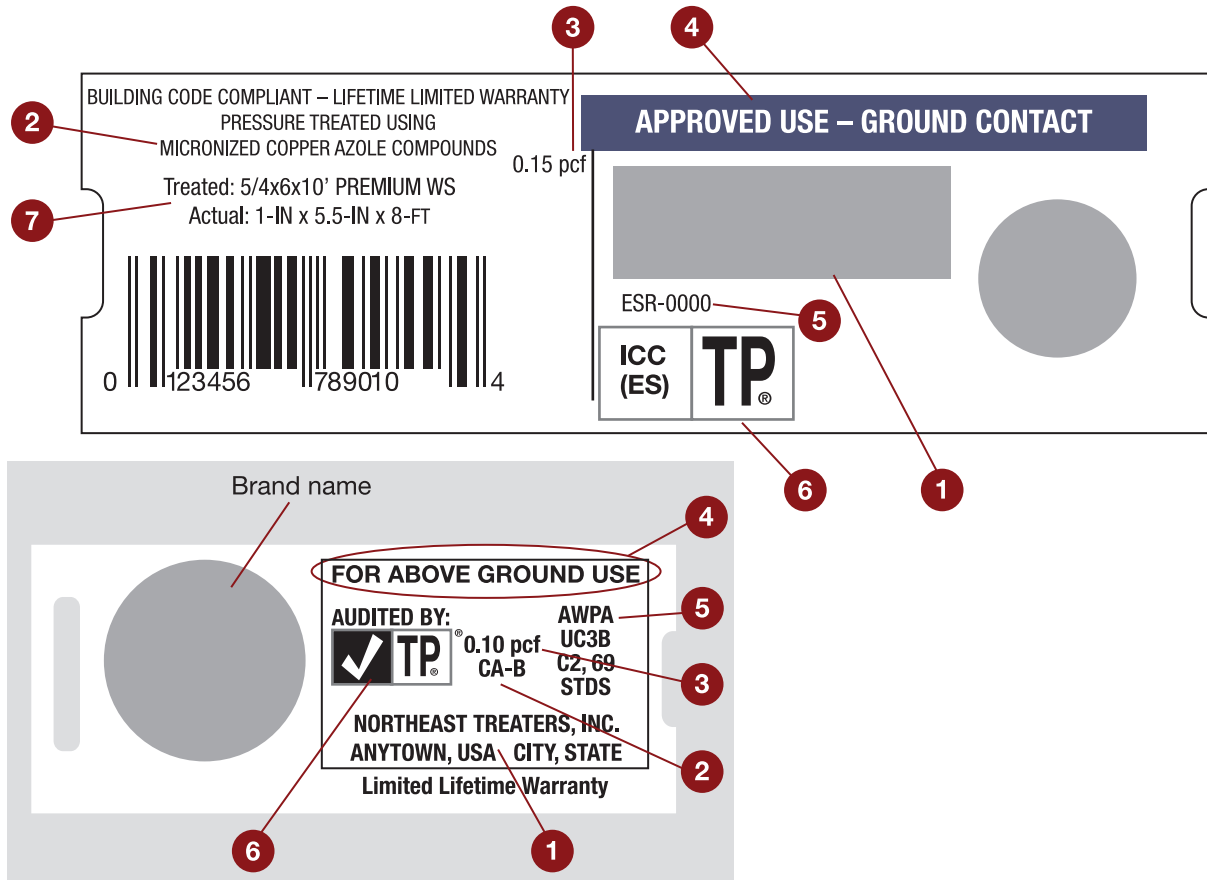 3
4
BUILDING CODE COMPLIANT – LIFETIME LIMITED WARRANTY
PRESSURE TREATED USING
MICRONIZED COPPER AZOLE COMPOUNDS
2
APPROVED USE – GROUND CONTACT
0.15 pcf
Treated: 5/4x6x10’ PREMIUM WS
Actual: 1-IN x 5.5-IN x 8-FT
7
ESR-0000
5
ICC
(ES)
TP®
0 123456 789010 4
6
1
Brand name
4
FOR ABOVE GROUND USE
AUDITED BY:
TP®
®
0.10 pcf
CA-B
AWPA
UC3B
C2, 69
STDS
5
3
NORTHEAST TREATERS, INC.
ANYTOWN, USA CITY, STATE
2
Limited Lifetime Warranty
6
1